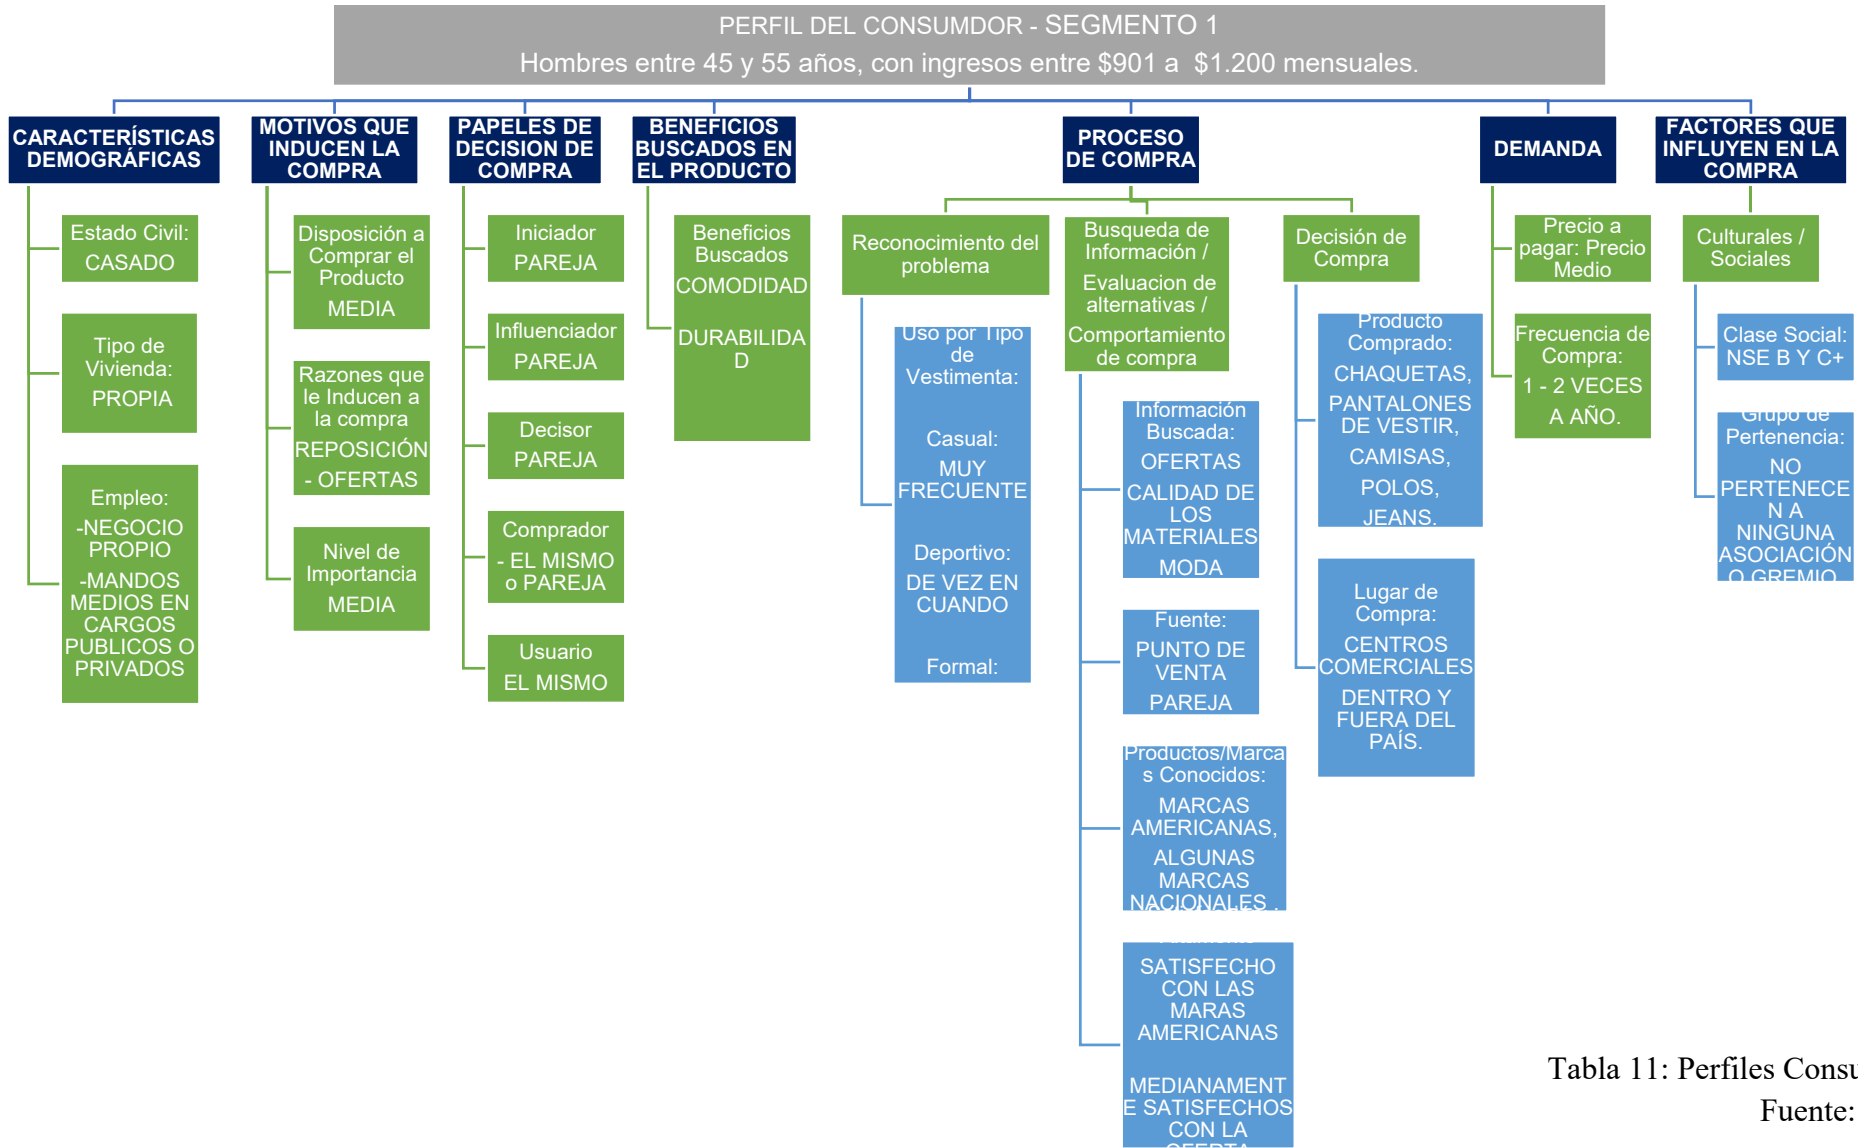 PERFIL DEL CONSUMDOR - SEGMENTO 1
Hombres entre 45 y 55 años, con ingresos entre $901 a $1.200 mensuales.
CARACTERÍSTICAS
DEMOGRÁFICAS
Estado Civil:
CASADO
Tipo de
Vivienda:
PROPIA
Empleo:
-NEGOCIO
PROPIO
-MANDOS
MEDIOS EN
CARGOS
PUBLICOS O
PRIVADOS
MOTIVOS QUE
INDUCEN LA
COMPRA
Disposición a
Comprar el
Producto
MEDIA
Razones que
le Inducen a
la compra
REPOSICIÓN
- OFERTAS
Nivel de
Importancia
MEDIA
PAPELES DE
DECISION DE
COMPRA
Iniciador
PAREJA
Influenciador
PAREJA
Decisor
PAREJA
Comprador
- EL MISMO
o PAREJA
Usuario
EL MISMO
BENEFICIOS
BUSCADOS EN
EL PRODUCTO
Beneficios
Buscados
COMODIDAD
DURABILIDA
D
PROCESO
DE COMPRA
Reconocimiento del
problema
Uso por Tipo
de
Vestimenta:
Casual:
MUY
FRECUENTE
Deportivo:
DE VEZ EN
CUANDO
Formal:
Busqueda de
Información /
Evaluacion de
alternativas /
Comportamiento
de compra
Información
Buscada:
OFERTAS
CALIDAD DE
LOS
MATERIALES
MODA
Fuente:
PUNTO DE
VENTA
PAREJA
Productos/Marca
s Conocidos:
MARCAS
AMERICANAS,
ALGUNAS
MARCAS
NACIONALES .
SATISFECHO
CON LAS
MARAS
AMERICANAS
MEDIANAMENT
E SATISFECHOS
CON LA
OFERTA
Decisión de
Compra
Producto
Comprado:
CHAQUETAS,
PANTALONES
DE VESTIR,
CAMISAS,
POLOS,
JEANS.
Lugar de
Compra:
CENTROS
COMERCIALES
DENTRO Y
FUERA DEL
PAÍS.
DEMANDA
Precio a
pagar: Precio
Medio
Frecuencia de
Compra:
1 - 2 VECES
A AÑO.
FACTORES QUE
INFLUYEN EN LA
COMPRA
Culturales /
Sociales
Clase Social:
NSE B Y C+
Grupo de
Pertenencia:
NO
PERTENECE
N A
NINGUNA
ASOCIACIÓN
O GREMIO
Tabla 11: Perfiles Consu
Fuente: